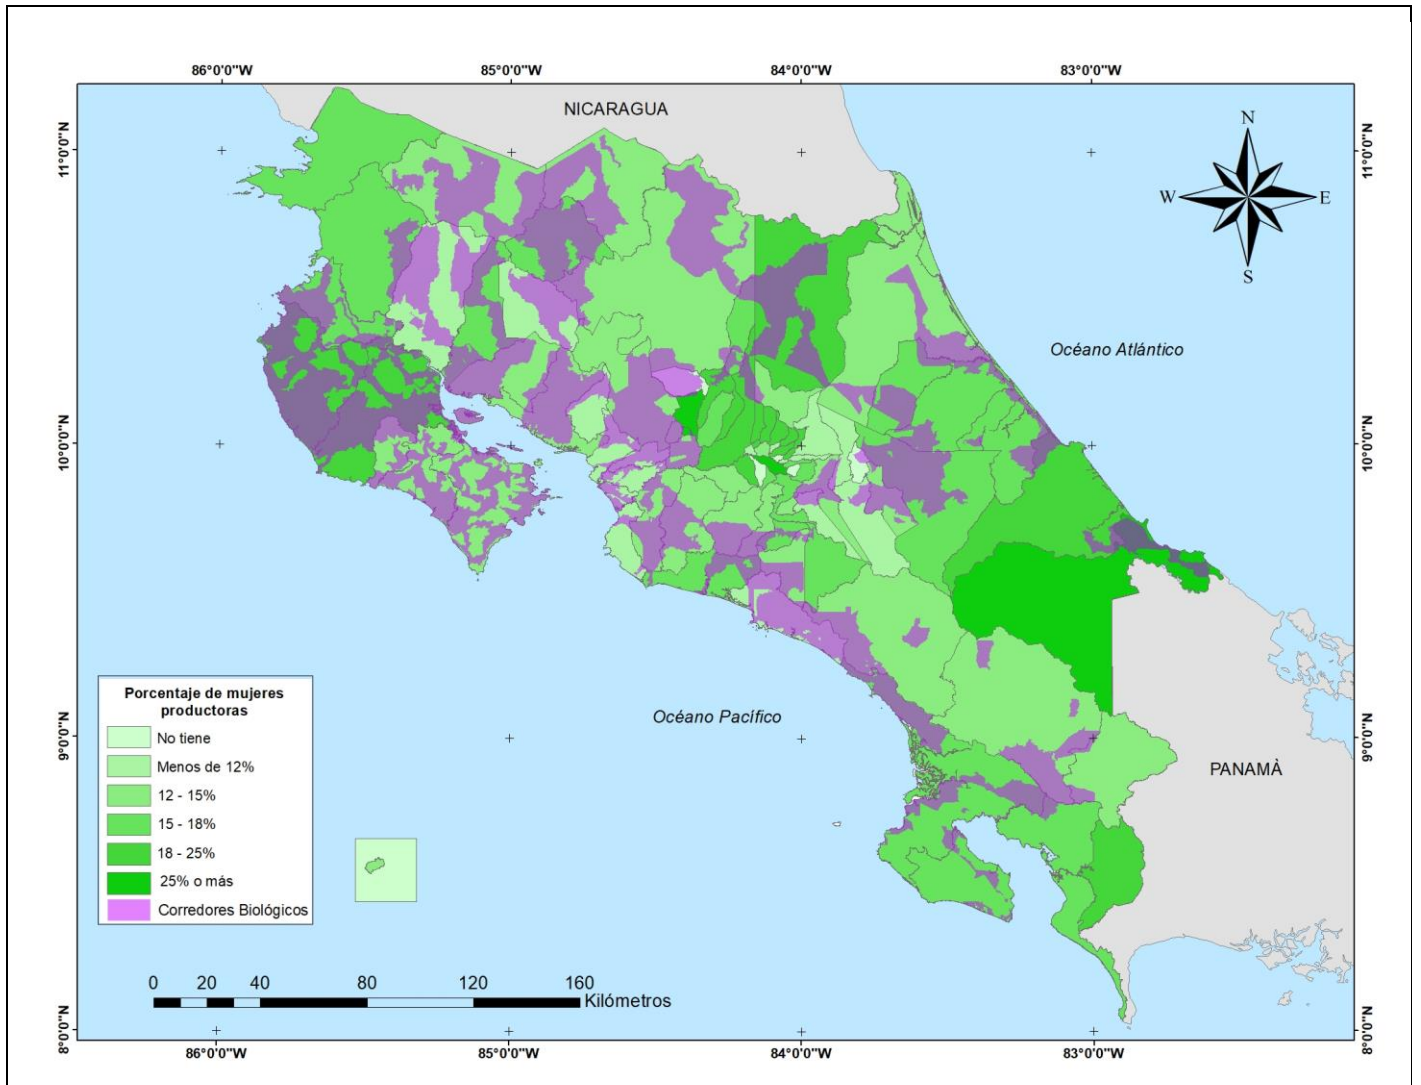 86°0'0"W 85°0'0"W 84°0'0"W 83°0'0"W
NICARAGUA
N
W E
S
11°0'0"N 11°0'0"N
Océano Atlántico
10°0'0"N 10°0'0"N
Océano Pacífico
9°0'0"N 9°0'0"N
PANAMÀ
Porcentaje de mujeres
productoras
No tiene
Menos de 12%
12 - 15%
15 - 18%
18 - 25%
25% o más
Corredores Biológicos
0 20 40 80 120 160
Kilómetros
8°0'0"N 8°0'0"N
86°0'0"W 85°0'0"W 84°0'0"W 83°0'0"W